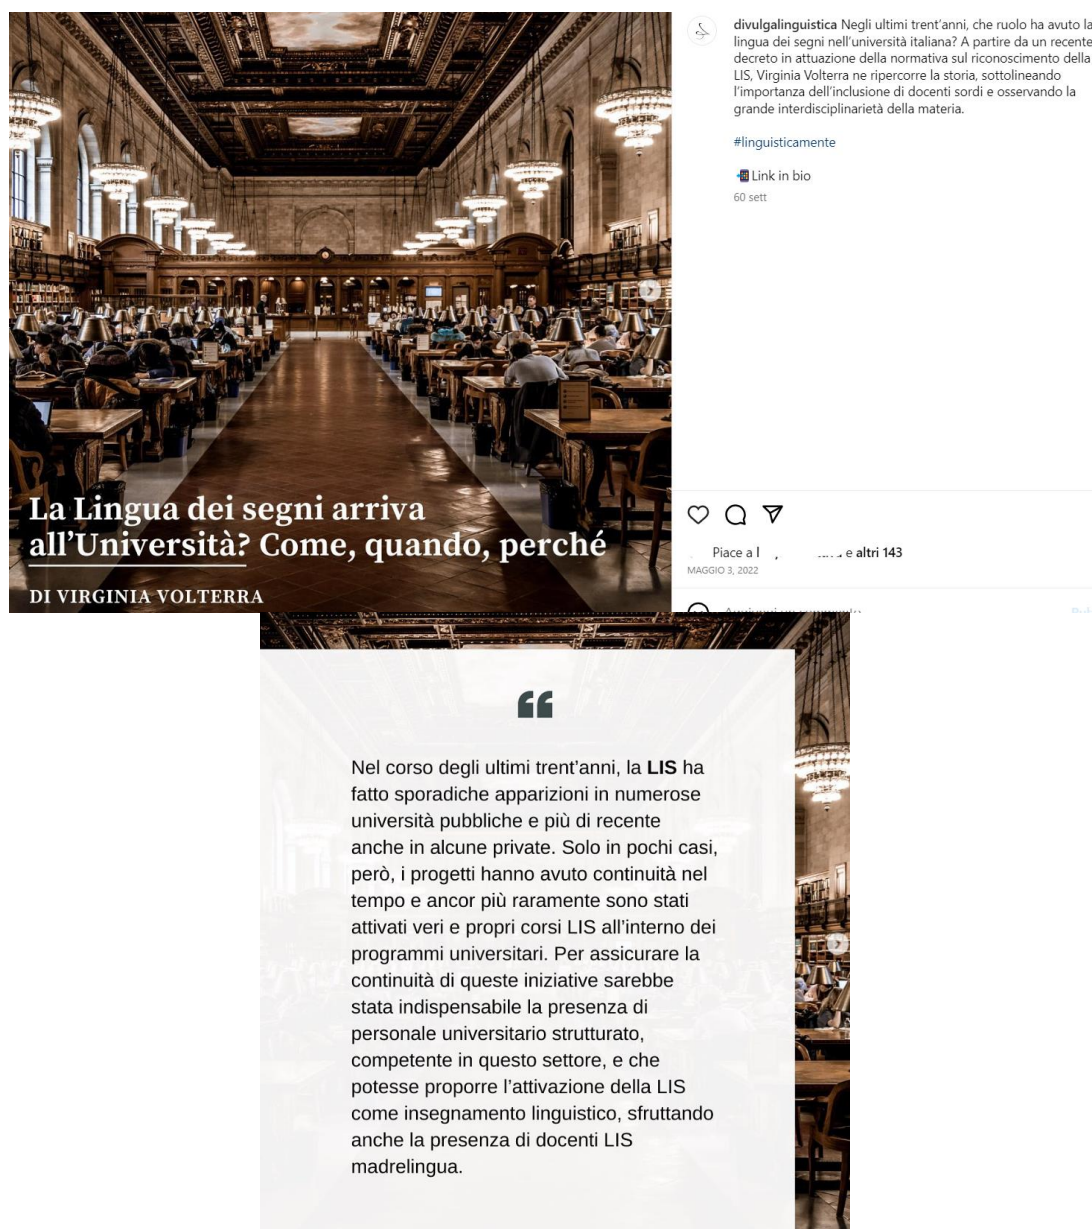 divulgalinguistica Negli ultimi trent'anni, che ruolo ha avuto la
lingua dei segni nell'università italiana? A partire da un recente
decreto in attuazione della normativa sul riconoscimento della
LIS, Virginia Volterra ne ripercorre la storia, sottolineando
l'importanza dell'inclusione di docenti sordi e osservando la
grande interdisciplinarietà della materia.
#linguisticamente
Link in bio
60 sett
La Lingua dei segni arriva
all'Università? Come, quando, perché
DI VIRGINIA VOLTERRA
Piace a
e altri 143
MAGGIO 3, 2022
Nel corso degli ultimi trent'anni, la LIS ha
fatto sporadiche apparizioni in numerose
università pubbliche e più di recente
anche in alcune private. Solo in pochi casi,
però, i progetti hanno avuto continuità nel
tempo e ancor più raramente sono stati
attivati veri e propri corsi LIS all'interno dei
programmi universitari. Per assicurare la
continuità di queste iniziative sarebbe
stata indispensabile la presenza di
personale universitario strutturato,
competente in questo settore, e che
potesse proporre l'attivazione della LIS
come insegnamento linguistico, sfruttando
anche la presenza di docenti LIS
madrelingua.